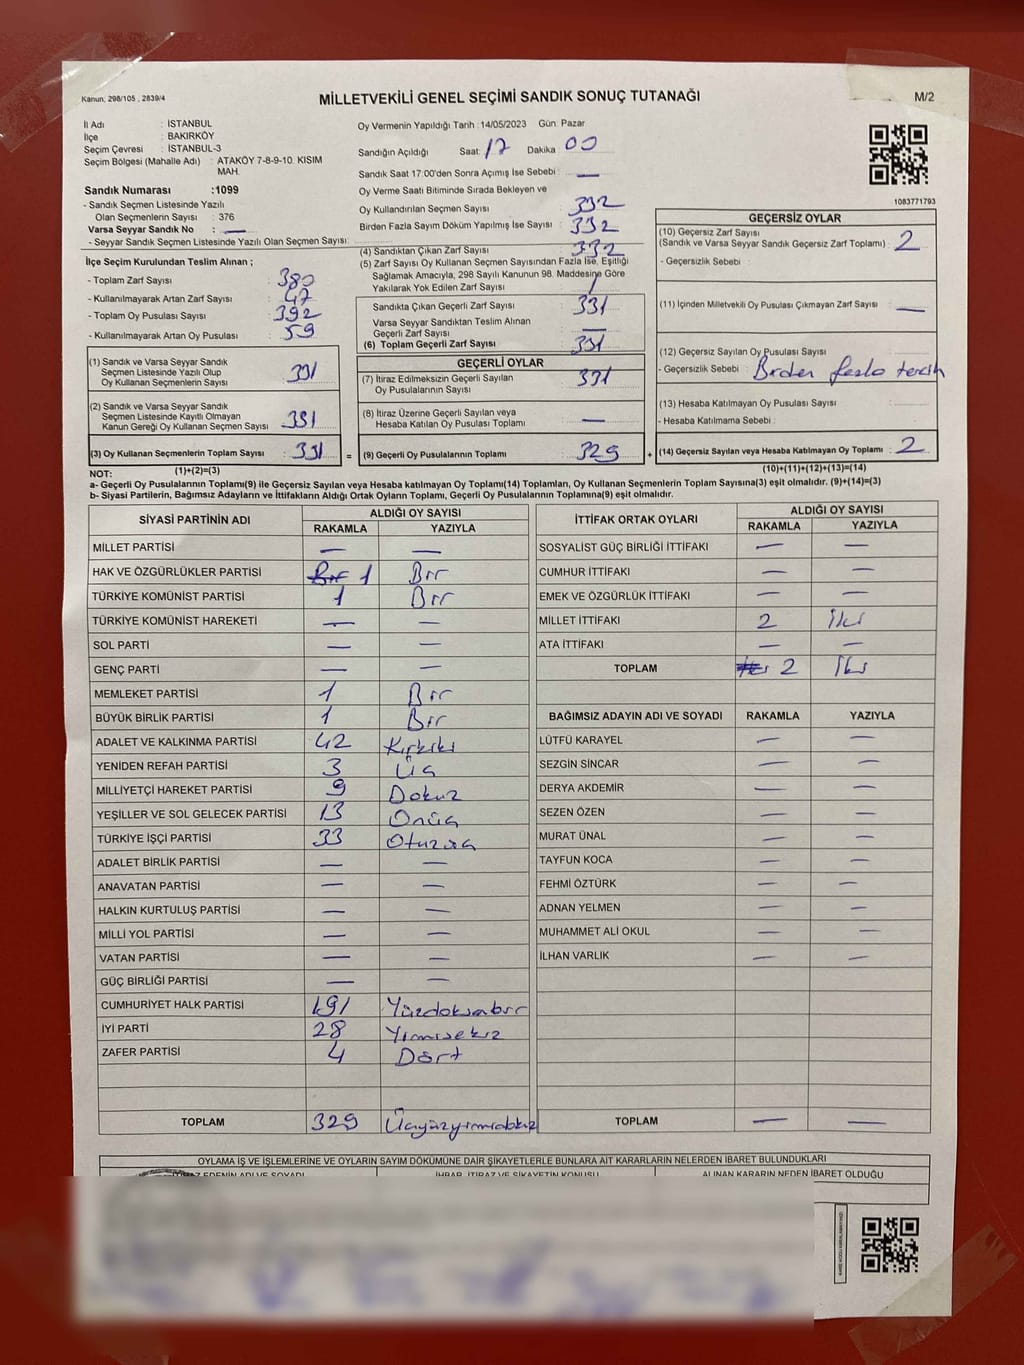 Kanun: 298/105 , 2839/4
MİLLETVEKİLİ GENEL SEÇİMİ SANDIK SONUÇ TUTANAĞI
M/2
İl Adı : İSTANBUL
İlçe : BAKIRKÖY
Seçim Çevresi : İSTANBUL-3
Seçim Bölgesi (Mahalle Adı) : ATAKÖY 7-8-9-10. KISIM MAH.
Sandık Numarası :1099
- Sandık Seçmen Listesinde Yazılı
Olan Seçmenlerin Sayısı : 376
Varsa Seyyar Sandık No : —
- Seyyar Sandık Seçmen Listesinde Yazılı Olan Seçmen Sayısı:
Oy Vermenin Yapıldığı Tarih :14/05/2023 Gün: Pazar
Sandığın Açıldığı Saat: 17 Dakika 00
Sandık Saat 17:00'den Sonra Açımış İse Sebebi : —
Oy Verme Saati Bitiminde Sırada Bekleyen ve
Oy Kullandırılan Seçmen Sayısı : 332
Birden Fazla Sayım Döküm Yapılmış İse Sayısı : 332
1083771793
İlçe Seçim Kurulundan Teslim Alınan ;
- Toplam Zarf Sayısı : 380
- Kullanılmayarak Artan Zarf Sayısı : 47
- Toplam Oy Pusulası Sayısı : 392
- Kullanılmayarak Artan Oy Pusulası : 59
(1) Sandık ve Varsa Seyyar Sandık
Seçmen Listesinde Yazılı Olup
Oy Kullanan Seçmenlerin Sayısı : 331
(2) Sandık ve Varsa Seyyar Sandık
Seçmen Listesinde Kayıtlı Olmayan
Kanun Gereği Oy Kullanan Seçmen Sayısı : 331
(3) Oy Kullanan Seçmenlerin Toplam Sayısı : 331
(4) Sandıktan Çıkan Zarf Sayısı : 332
(5) Zarf Sayısı Oy Kullanan Seçmen Sayısından Fazla İse, Eşitliği
Sağlamak Amacıyla, 298 Sayılı Kanunun 98. Maddesine Göre
Yakılarak Yok Edilen Zarf Sayısı : 1
Sandıkta Çıkan Geçerli Zarf Sayısı : 331
Varsa Seyyar Sandıktan Teslim Alınan
Geçerli Zarf Sayısı : —
(6) Toplam Geçerli Zarf Sayısı : 331
GEÇERLİ OYLAR
(7) İtiraz Edilmeksizin Geçerli Sayılan
Oy Pusulalarının Sayısı : 331
(8) İtiraz Üzerine Geçerli Sayılan veya
Hesaba Katılan Oy Pusulası Toplamı : —
= (9) Geçerli Oy Pusulalarının Toplamı : 329
GEÇERSİZ OYLAR
(10) Geçersiz Zarf Sayısı
(Sandık ve Varsa Seyyar Sandık Geçersiz Zarf Toplamı) : 2
- Geçersizlik Sebebi :
(11) İçinden Milletvekili Oy Pusulası Çıkmayan Zarf Sayısı : —
(12) Geçersiz Sayılan Oy Pusulası Sayısı :
- Geçersizlik Sebebi : Birden fazla tercih
(13) Hesaba Katılmayan Oy Pusulası Sayısı :
- Hesaba Katılmama Sebebi :
+ (14) Geçersiz Sayılan veya Hesaba Katılmayan Oy Toplamı : 2
NOT: (1)+(2)=(3) (10)+(11)+(12)+(13)=(14)
a- Geçerli Oy Pusulalarının Toplamı(9) ile Geçersiz Sayılan veya Hesaba katılmayan Oy Toplamı(14) Toplamları, Oy Kullanan Seçmenlerin Toplam Sayısına(3) eşit olmalıdır. (9)+(14)=(3)
b- Siyasi Partilerin, Bağımsız Adayların ve İttifakların Aldığı Ortak Oyların Toplamı, Geçerli Oy Pusulalarının Toplamına(9) eşit olmalıdır.
SİYASİ PARTİNİN ADI ALDIĞI OY SAYISI
RAKAMLA YAZIYLA
MİLLET PARTİSİ — —
HAK VE ÖZGÜRLÜKLER PARTİSİ 1 Bir
TÜRKİYE KOMÜNİST PARTİSİ 1 Bir
TÜRKİYE KOMÜNİST HAREKETİ — —
SOL PARTİ — —
GENÇ PARTİ — —
MEMLEKET PARTİSİ 1 Bir
BÜYÜK BİRLİK PARTİSİ 1 Bir
ADALET VE KALKINMA PARTİSİ 42 Kırkiki
YENİDEN REFAH PARTİSİ 3 Üç
MİLLİYETÇİ HAREKET PARTİSİ 9 Dokuz
YEŞİLLER VE SOL GELECEK PARTİSİ 13 Onüç
TÜRKİYE İŞÇİ PARTİSİ 33 Otuzüç
ADALET BİRLİK PARTİSİ — —
ANAVATAN PARTİSİ — —
HALKIN KURTULUŞ PARTİSİ — —
MİLLİ YOL PARTİSİ — —
VATAN PARTİSİ — —
GÜÇ BİRLİĞİ PARTİSİ — —
CUMHURİYET HALK PARTİSİ 191 Yüzdoksanbir
İYİ PARTİ 28 Yirmisekiz
ZAFER PARTİSİ 4 Dört
TOPLAM 329 Üçyüzyirmidokuz
İTTİFAK ORTAK OYLARI ALDIĞI OY SAYISI
RAKAMLA YAZIYLA
SOSYALİST GÜÇ BİRLİĞİ İTTİFAKI — —
CUMHUR İTTİFAKI — —
EMEK VE ÖZGÜRLÜK İTTİFAKI — —
MİLLET İTTİFAKI 2 İki
ATA İTTİFAKI — —
TOPLAM 2 İki
BAĞIMSIZ ADAYIN ADI VE SOYADI RAKAMLA YAZIYLA
LÜTFÜ KARAYEL — —
SEZGİN SİNCAR — —
DERYA AKDEMİR — —
SEZEN ÖZEN — —
MURAT ÜNAL — —
TAYFUN KOCA — —
FEHMİ ÖZTÜRK — —
ADNAN YELMEN — —
MUHAMMET ALİ OKUL — —
İLHAN VARLIK — —
TOPLAM — —
OYLAMA İŞ VE İŞLEMLERİNE VE OYLARIN SAYIM DÖKÜMÜNE DAİR ŞİKAYETLERLE BUNLARA AİT KARARLARIN NELERDEN İBARET BULUNDUKLARI
İTİRAZ EDENİN ADI VE SOYADI İHBAR, İTİRAZ VE ŞİKAYETİN KONUSU ALINAN KARARIN NEDEN İBARET OLDUĞU